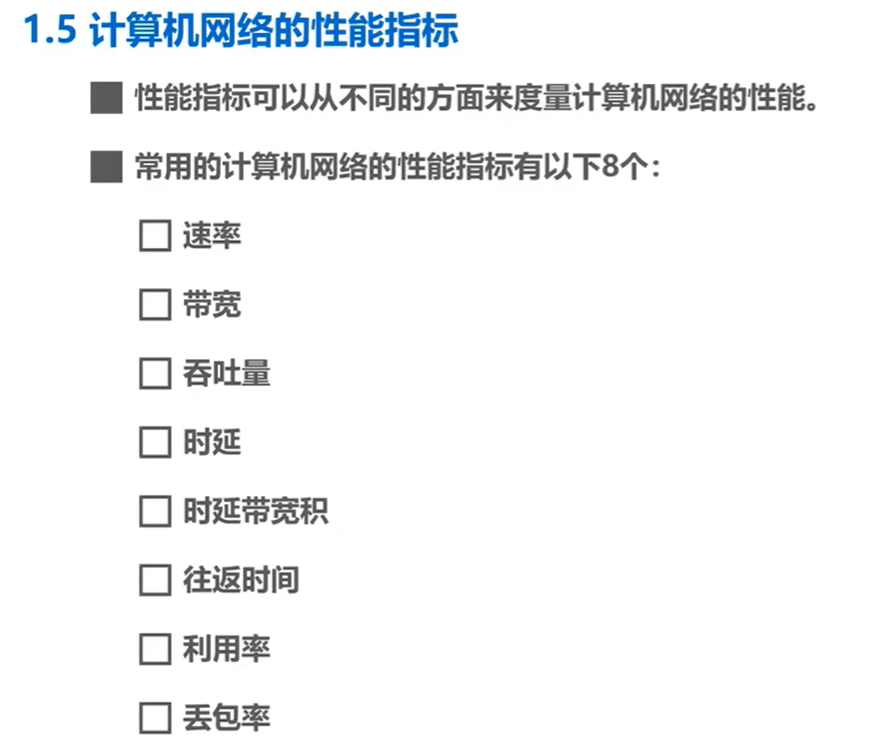 1.5 计算机网络的性能指标
性能指标可以从不同的方面来度量计算机网络的性能。
常用的计算机网络的性能指标有以下8个：
速率
带宽
吞吐量
时延
时延带宽积
往返时间
利用率
丢包率